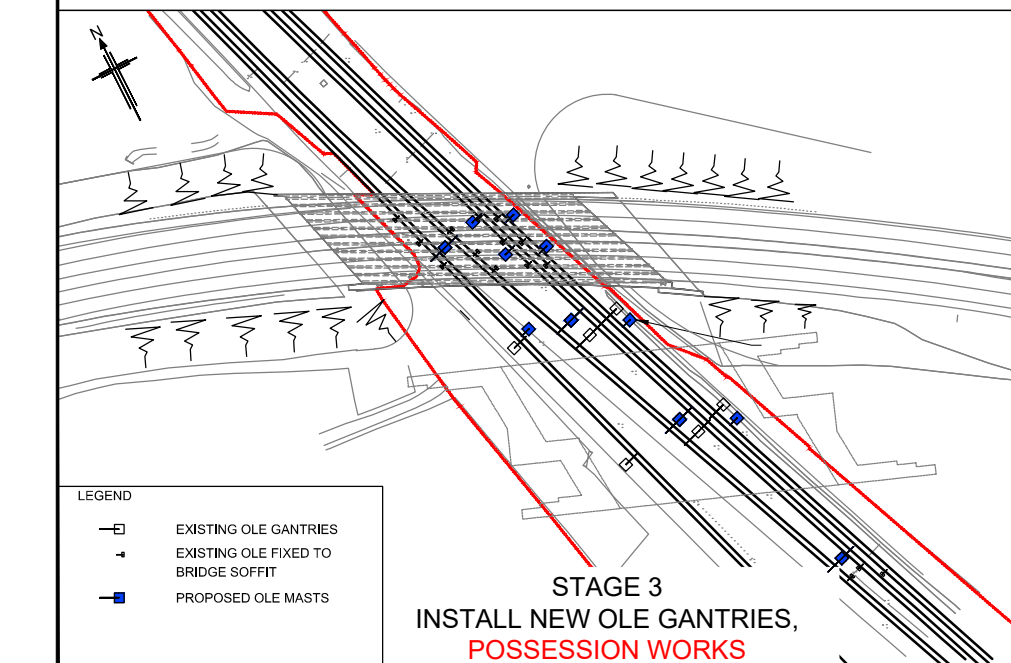 N
LEGEND
EXISTING OLE GANTRIES
EXISTING OLE FIXED TO
BRIDGE SOFFIT
PROPOSED OLE MASTS
STAGE 3
INSTALL NEW OLE GANTRIES,
POSSESSION WORKS